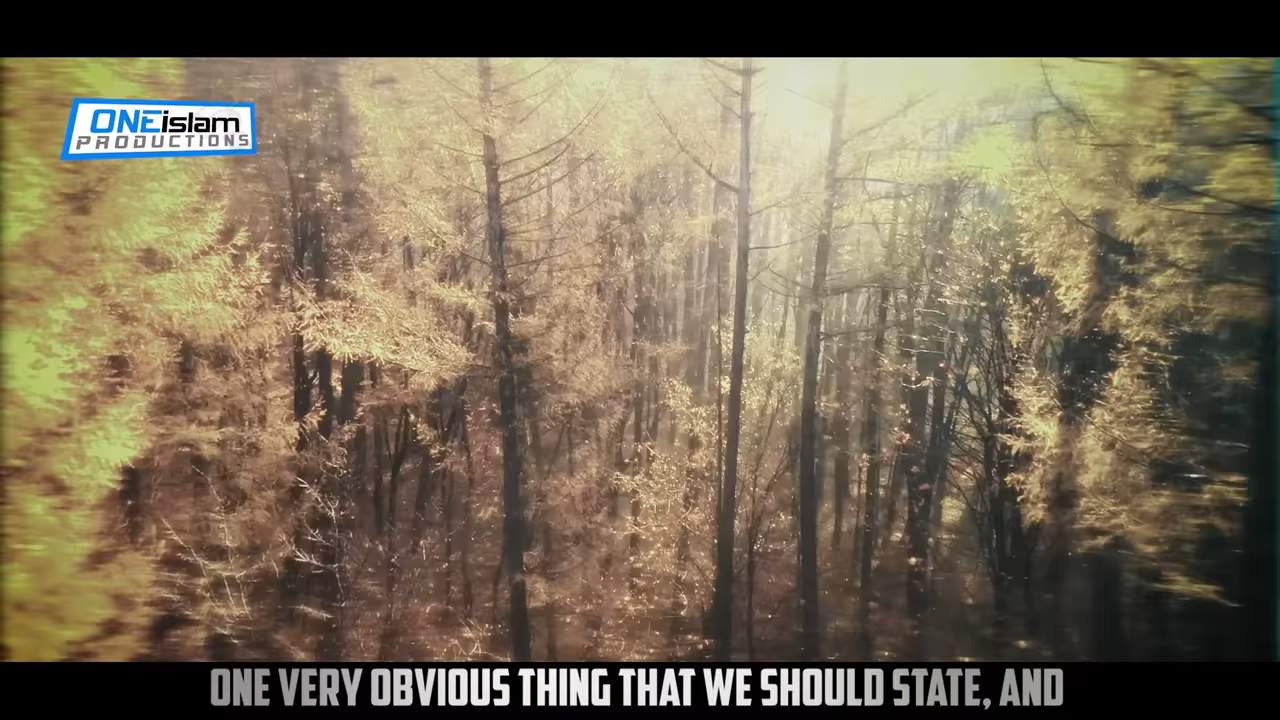 ONEislam
PRODUCTIONS
ONE VERY OBVIOUS THING THAT WE SHOULD STATE, AND